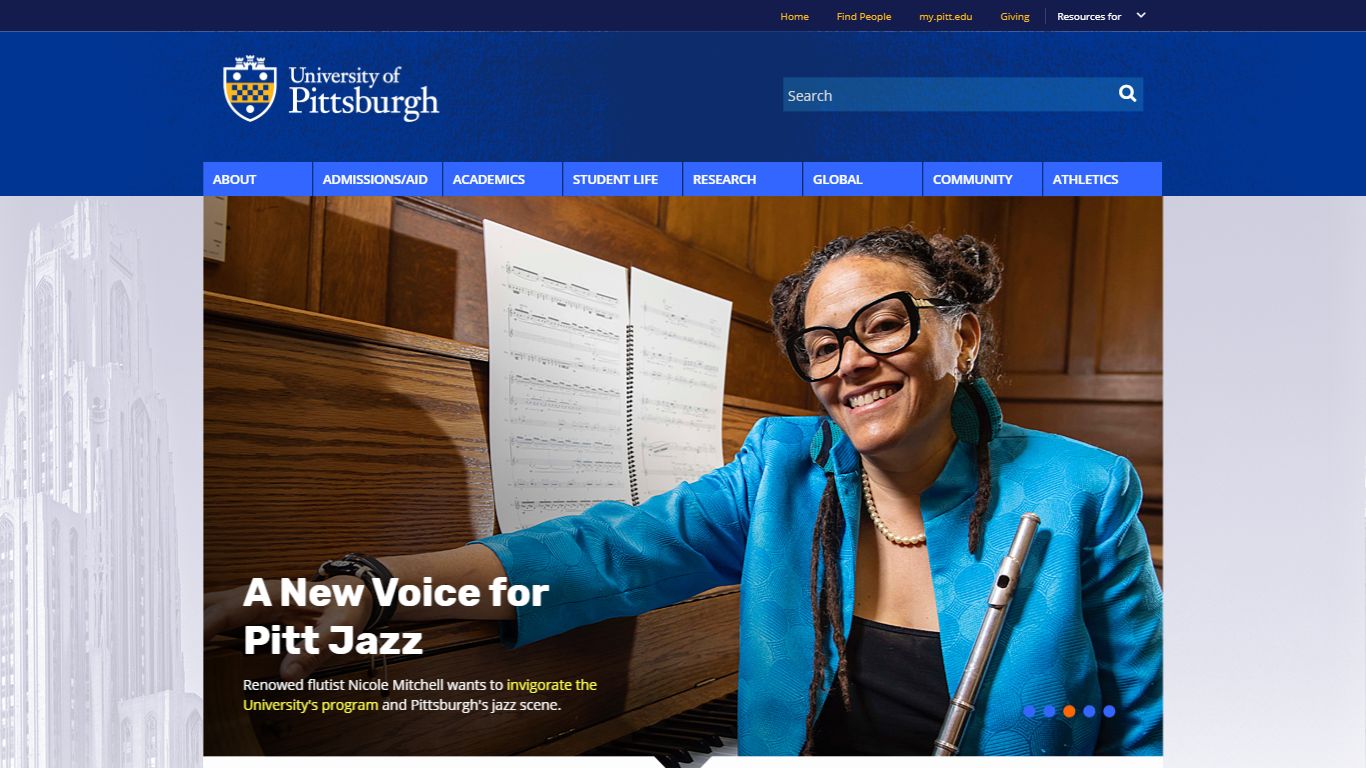 Home Find People my.pitt.edu Giving Resources for
University of
Pittsburgh
Search
ABOUT ADMISSIONS/AID ACADEMICS STUDENT LIFE RESEARCH GLOBAL COMMUNITY ATHLETICS
A New Voice for
Pitt Jazz
Renowed flutist Nicole Mitchell wants to invigorate the
University's program and Pittsburgh's jazz scene.